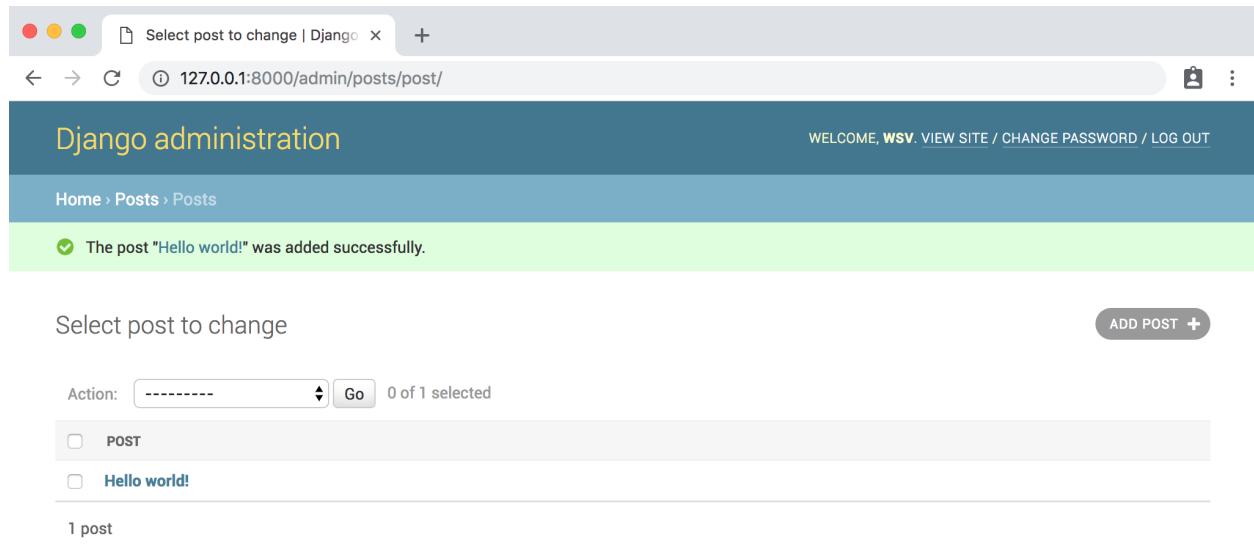 Select post to change | Django
127.0.0.1:8000/admin/posts/post/
Django administration
WELCOME, WSV. VIEW SITE / CHANGE PASSWORD / LOG OUT
Home › Posts › Posts
The post "Hello world!" was added successfully.
Select post to change
ADD POST +
Action: --------- Go 0 of 1 selected
POST
Hello world!
1 post